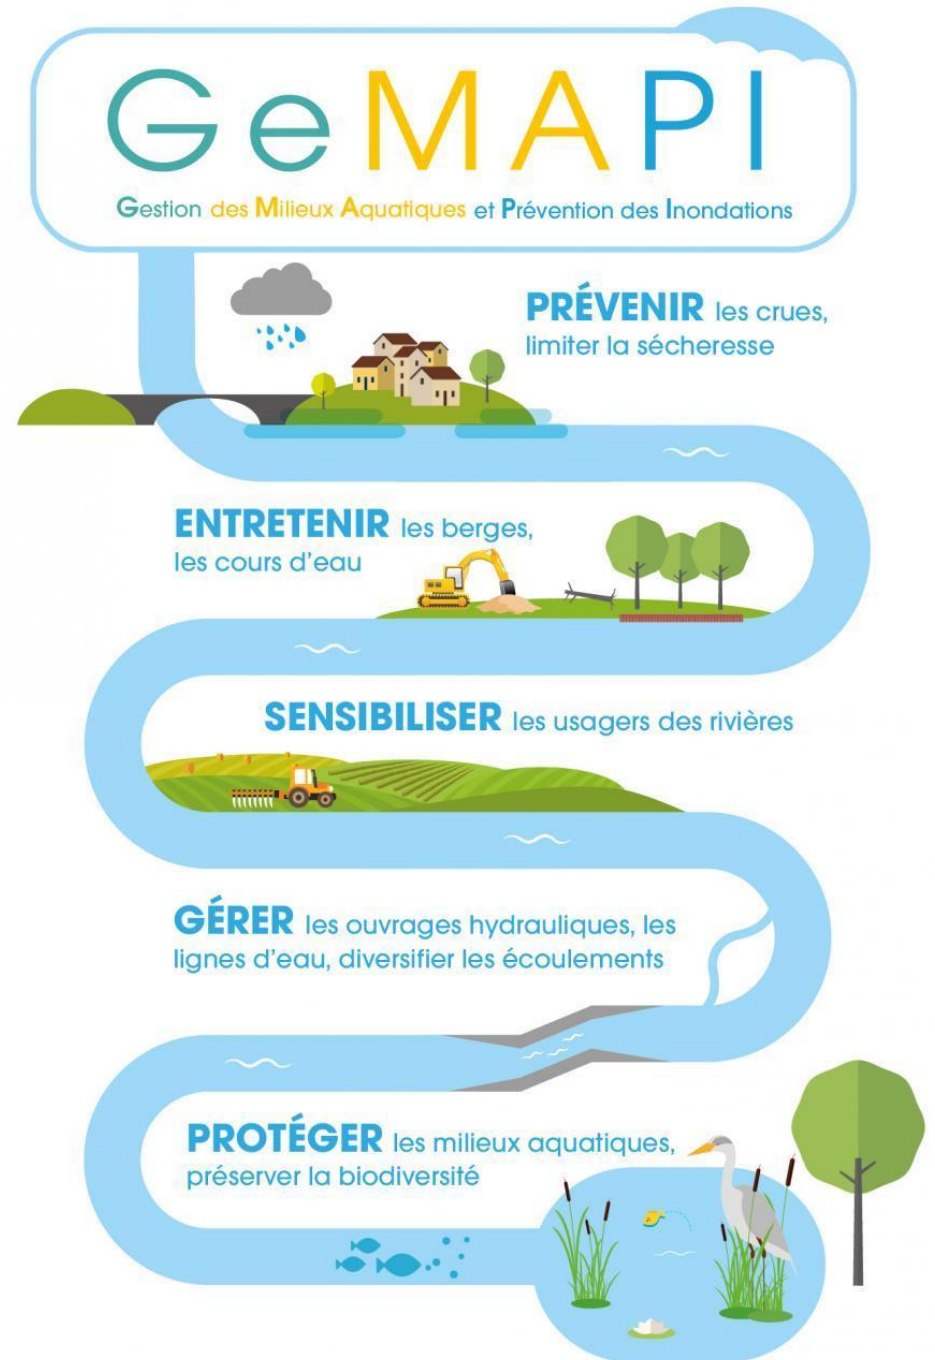 GeMAPI
Gestion des Milieux Aquatiques et Prévention des Inondations
PRÉVENIR les crues,
limiter la sécheresse
ENTRETENIR les berges,
les cours d'eau
SENSIBILISER les usagers des rivières
GÉRER les ouvrages hydrauliques, les
lignes d'eau, diversifier les écoulements
PROTÉGER les milieux aquatiques,
préserver la biodiversité